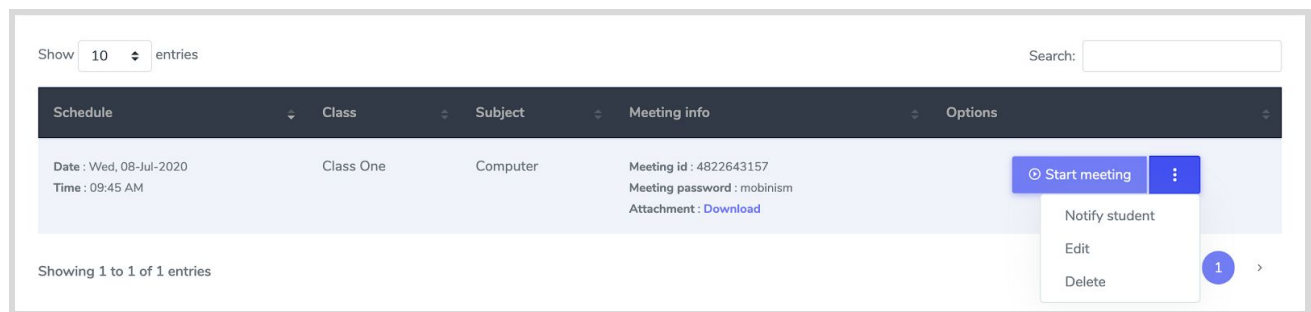 Show 10 entries
Search:
Schedule Class Subject Meeting info Options
Date : Wed, 08-Jul-2020
Time : 09:45 AM
Class One
Computer
Meeting id : 4822643157
Meeting password : mobinism
Attachment : Download
Start meeting
Notify student
Edit
Delete
Showing 1 to 1 of 1 entries
1